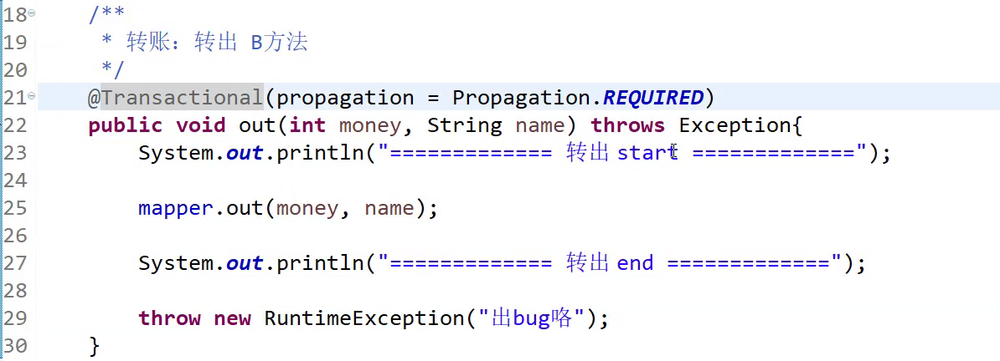 18 /**
19 * 转账：转出 B方法
20 */
21 @Transactional(propagation = Propagation.REQUIRED)
22 public void out(int money, String name) throws Exception{
23 System.out.println("============= 转出 start =============");
24
25 mapper.out(money, name);
26
27 System.out.println("============= 转出 end =============");
28
29 throw new RuntimeException("出bug咯");
30 }